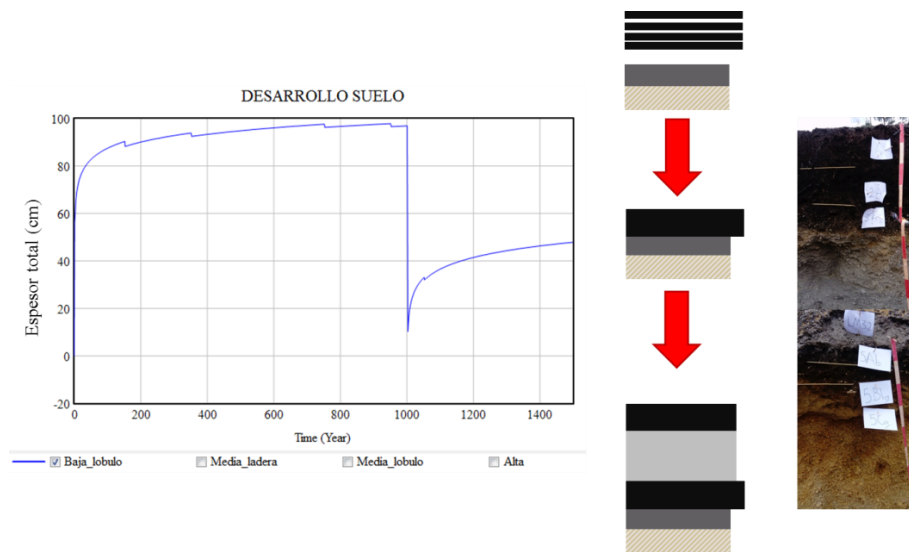 DESARROLLO SUELO
Espesor total (cm)
100
80
60
40
20
0
-20
0 200 400 600 800 1000 1200 1400
Time (Year)
Baja_lobulo Media_ladera Media_lobulo Alta